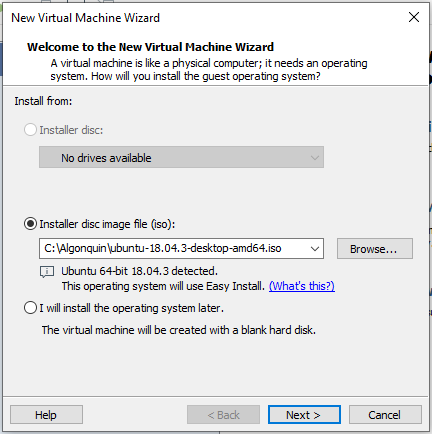 New Virtual Machine Wizard
Welcome to the New Virtual Machine Wizard
A virtual machine is like a physical computer; it needs an operating
system. How will you install the guest operating system?
Install from:
Installer disc:
No drives available
Installer disc image file (iso):
C:\Algonquin\ubuntu-18.04.3-desktop-amd64.iso
Browse...
Ubuntu 64-bit 18.04.3 detected.
This operating system will use Easy Install. (What's this?)
I will install the operating system later.
The virtual machine will be created with a blank hard disk.
Help
< Back
Next >
Cancel